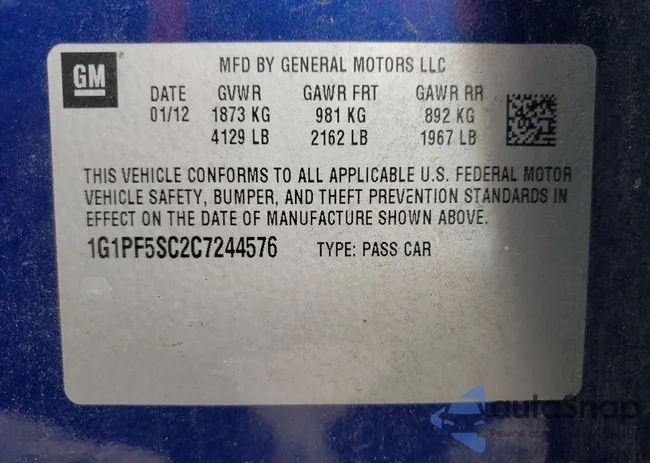 GM
MFD BY GENERAL MOTORS LLC
DATE GVWR GAWR FRT GAWR RR
01/12 1873 KG 981 KG 892 KG
4129 LB 2162 LB 1967 LB
THIS VEHICLE CONFORMS TO ALL APPLICABLE U.S. FEDERAL MOTOR
VEHICLE SAFETY, BUMPER, AND THEFT PREVENTION STANDARDS IN
EFFECT ON THE DATE OF MANUFACTURE SHOWN ABOVE.
1G1PF5SC2C7244576 TYPE: PASS CAR
autaShop
Pewne